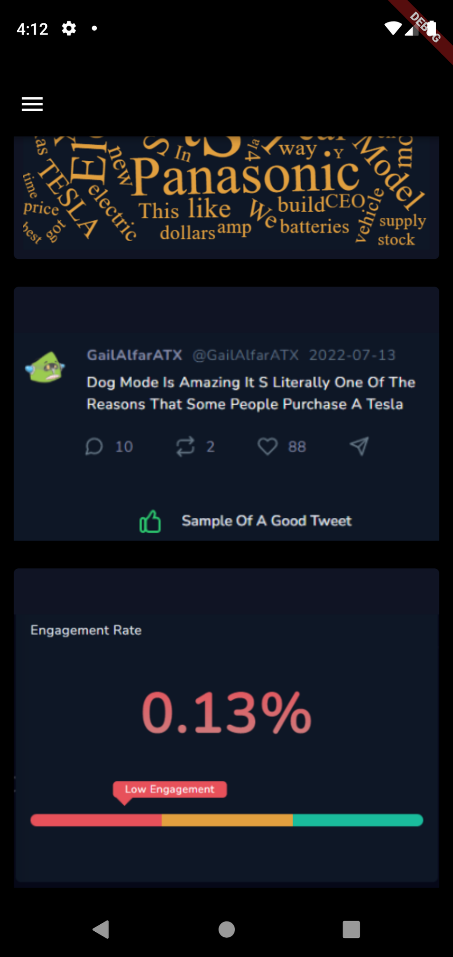 4:12
DEBUG
In
way
Y
Panasonic
Model
new
TESLA
electric
time
price
best
got
go
This like
We
build
CEO
vehicle
supply
stock
dollars
amp
batteries
GailAlfarATX @GailAlfarATX 2022-07-13
Dog Mode Is Amazing It S Literally One Of The
Reasons That Some People Purchase A Tesla
10 2 88
Sample Of A Good Tweet
Engagement Rate
0.13%
Low Engagement